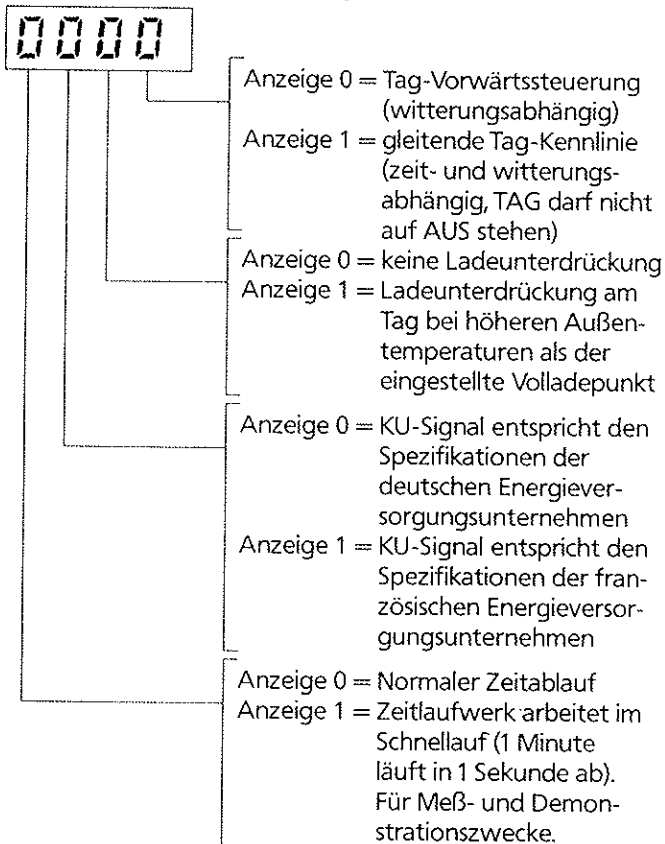 0000
Anzeige 0 = Tag-Vorwärtssteuerung
(witterungsabhängig)
Anzeige 1 = gleitende Tag-Kennlinie
(zeit- und witterungs-
abhängig, TAG darf nicht
auf AUS stehen)
Anzeige 0 = keine Ladeunterdrückung
Anzeige 1 = Ladeunterdrückung am
Tag bei höheren Außen-
temperaturen als der
eingestellte Volladepunkt
Anzeige 0 = KU-Signal entspricht den
Spezifikationen der
deutschen Energiever-
sorgungsunternehmen
Anzeige 1 = KU-Signal entspricht den
Spezifikationen der fran-
zösischen Energieversor-
gungsunternehmen
Anzeige 0 = Normaler Zeitablauf
Anzeige 1 = Zeitlaufwerk arbeitet im
Schnellauf (1 Minute
läuft in 1 Sekunde ab).
Für Meß- und Demon-
strationszwecke.